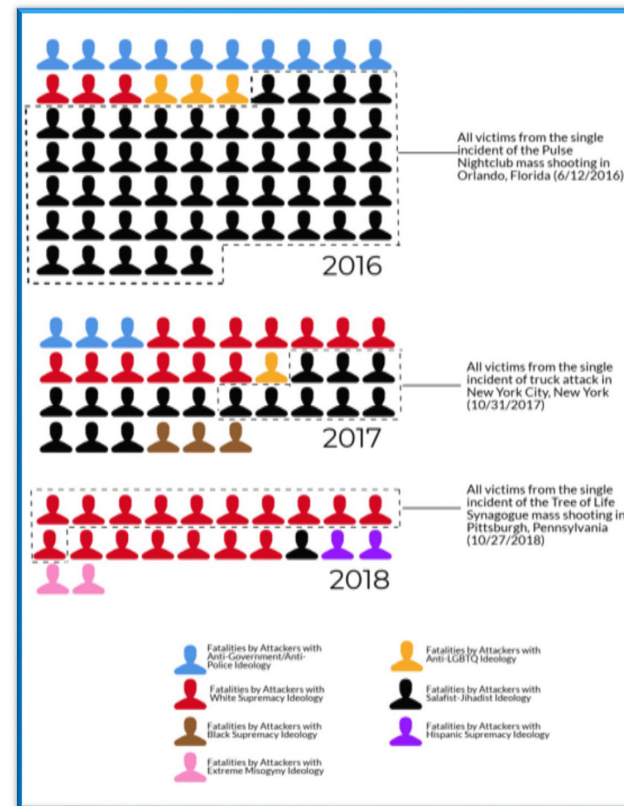 All victims from the single
incident of the Pulse
Nightclub mass shooting in
Orlando, Florida (6/12/2016)
2016
All victims from the single
incident of truck attack in
New York City, New York
(10/31/2017)
2017
All victims from the single
incident of the Tree of Life
Synagogue mass shooting in
Pittsburgh, Pennsylvania
(10/27/2018)
2018
Fatalities by Attackers with
Anti-Government/Anti-
Police Ideology
Fatalities by Attackers with
Anti-LGBTQ Ideology
Fatalities by Attackers with
White Supremacy Ideology
Fatalities by Attackers with
Salafist-Jihadist Ideology
Fatalities by Attackers with
Black Supremacy Ideology
Fatalities by Attackers with
Hispanic Supremacy Ideology
Fatalities by Attackers with
Extreme Misogyny Ideology